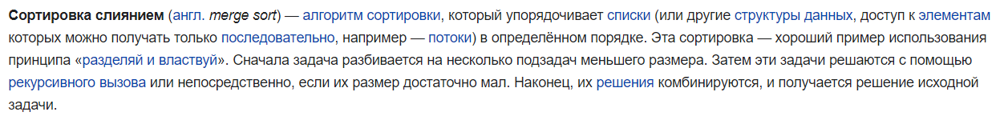 Сортировка слиянием (англ. merge sort) — алгоритм сортировки, который упорядочивает списки (или другие структуры данных, доступ к элементам
которых можно получать только последовательно, например — потоки) в определённом порядке. Эта сортировка — хороший пример использования
принципа «разделяй и властвуй». Сначала задача разбивается на несколько подзадач меньшего размера. Затем эти задачи решаются с помощью
рекурсивного вызова или непосредственно, если их размер достаточно мал. Наконец, их решения комбинируются, и получается решение исходной
задачи.